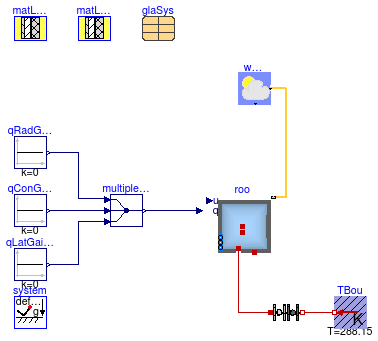 matL... matL... glaSys
w...
qRadG...
k=0
qConG... multiple... roo
u
q
k=0
qLatGai...
k=0
system TBou
def...
g
K
T=288.15